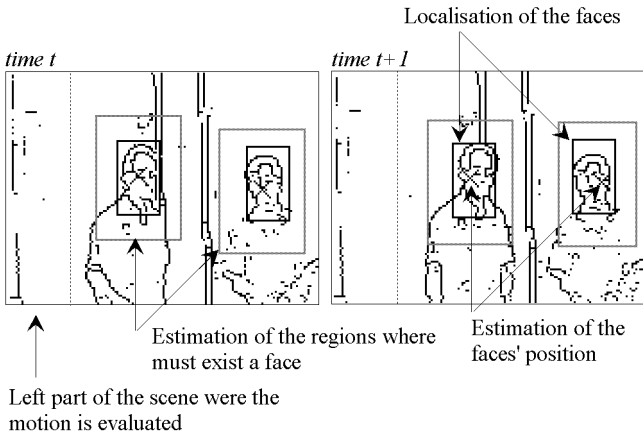 Localisation of the faces
time t
time t+1
Estimation of the regions where
must exist a face
Estimation of the
faces' position
Left part of the scene were the
motion is evaluated